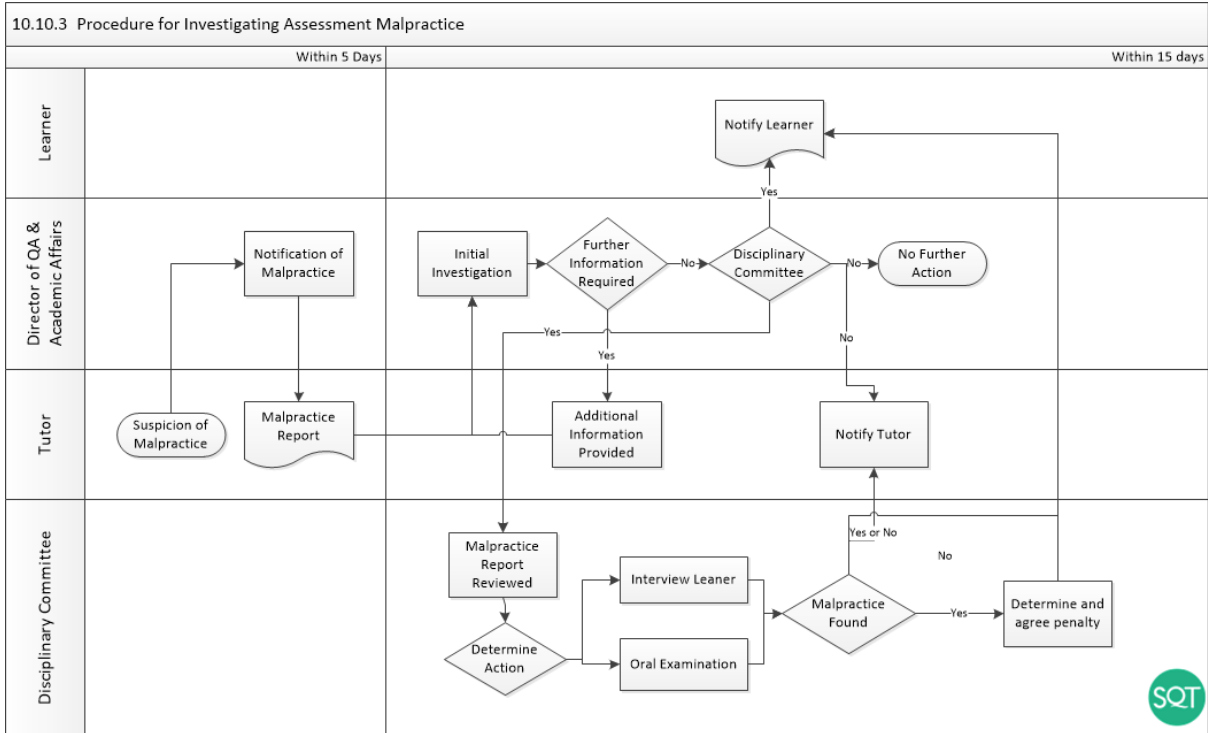 10.10.3 Procedure for Investigating Assessment Malpractice
Within 5 Days
Within 15 days
Learner
Notify Learner
Yes
Director of QA &
Academic Affairs
Notification of
Malpractice
Initial
Investigation
Further
Information
Required
No
Disciplinary
Committee
No
No Further
Action
Yes
Yes
No
Tutor
Suspicion of
Malpractice
Malpractice
Report
Additional
Information
Provided
Notify Tutor
Disciplinary Committee
Malpractice
Report
Reviewed
Determine
Action
Interview Leaner
Oral Examination
Yes or No
No
Malpractice
Found
Yes
Determine and
agree penalty
SQT